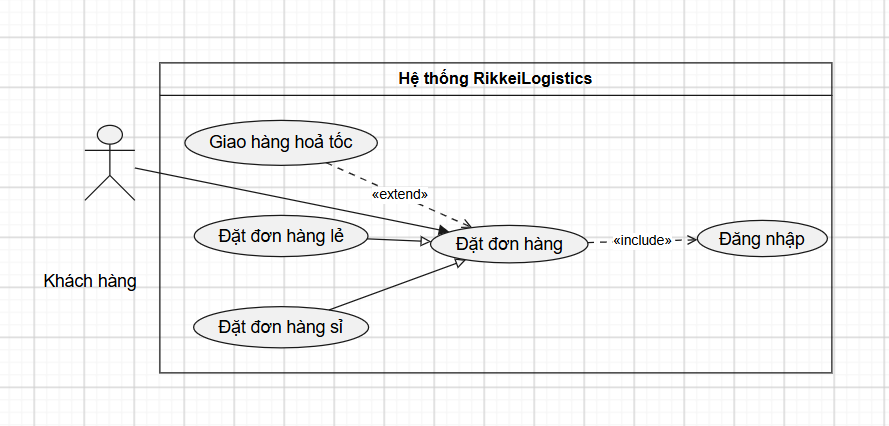 Hệ thống RikkeiLogistics
Giao hàng hoả tốc
«extend»
Đặt đơn hàng lẻ
Đặt đơn hàng
«include»
Đăng nhập
Khách hàng
Đặt đơn hàng sỉ